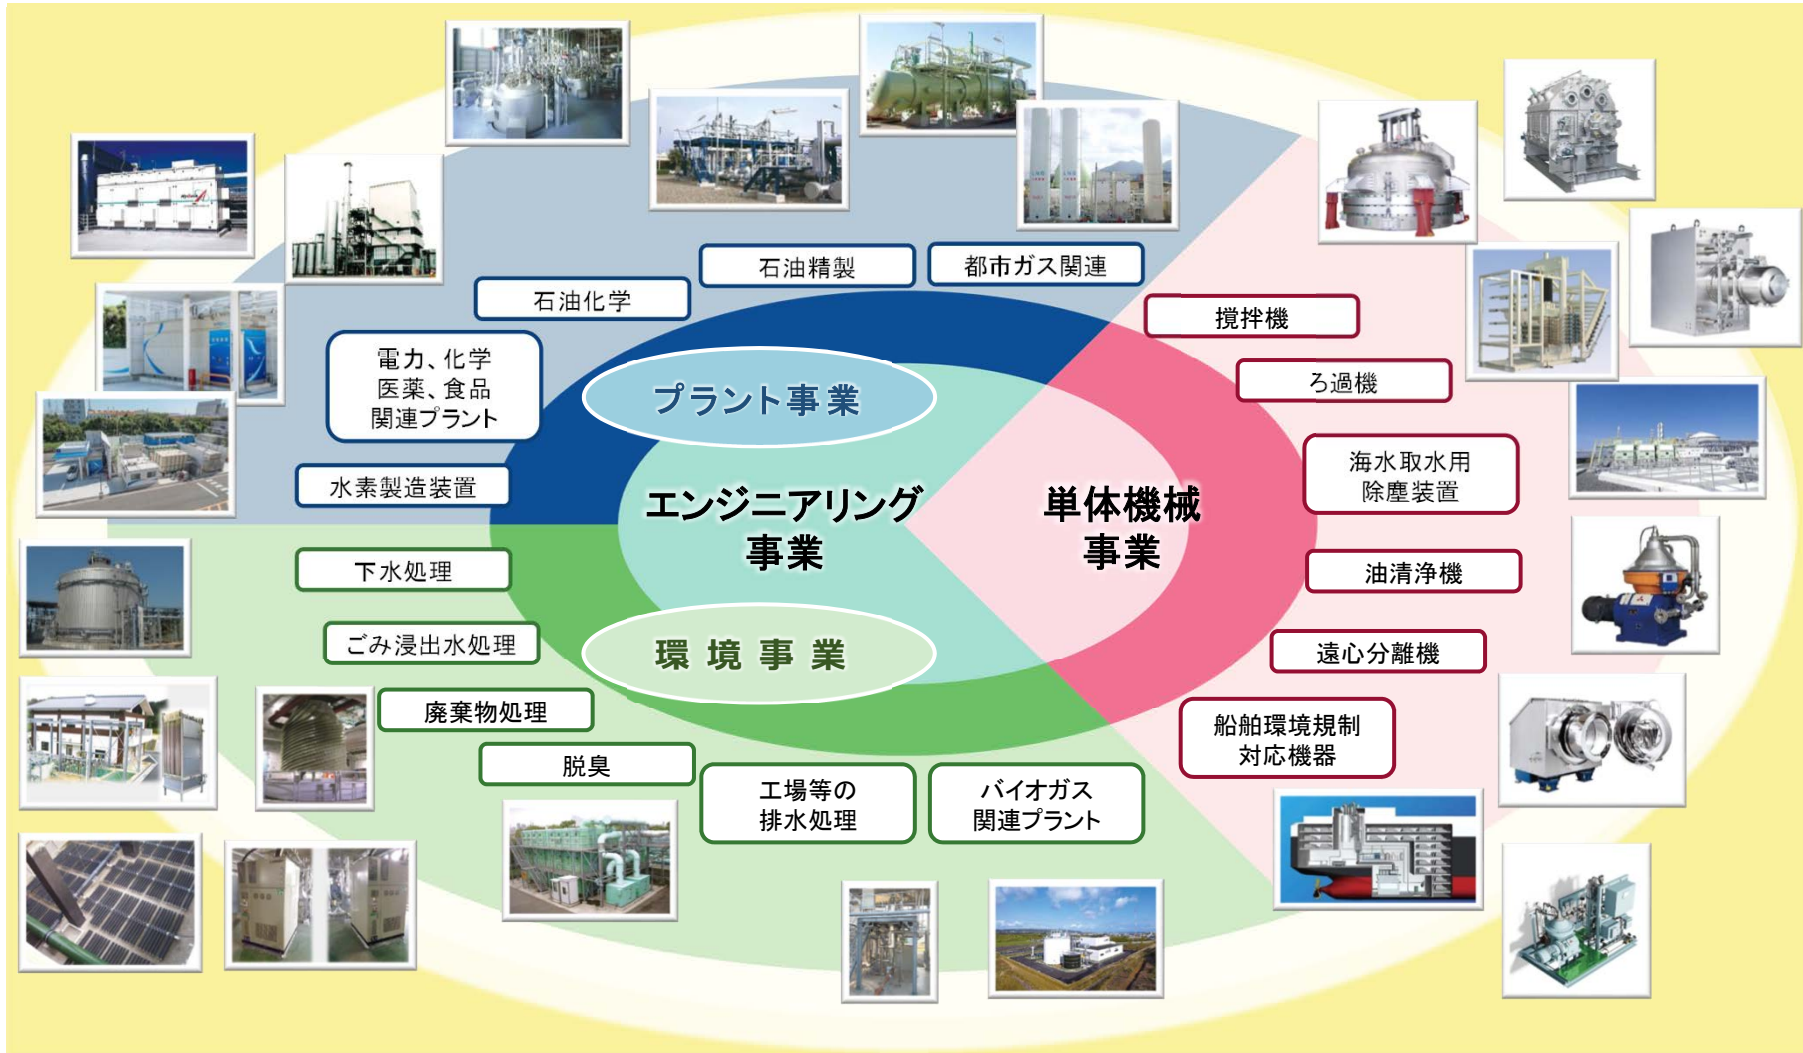 石油精製
都市ガス関連
石油化学
撹拌機
電力、化学
医薬、食品
関連プラント
ろ過機
プラント事業
水素製造装置
海水取水用
除塵装置
エンジニアリング
事業
単体機械
事業
下水処理
油清浄機
ごみ浸出水処理
環境事業
遠心分離機
廃棄物処理
船舶環境規制
対応機器
脱臭
工場等の
排水処理
バイオガス
関連プラント